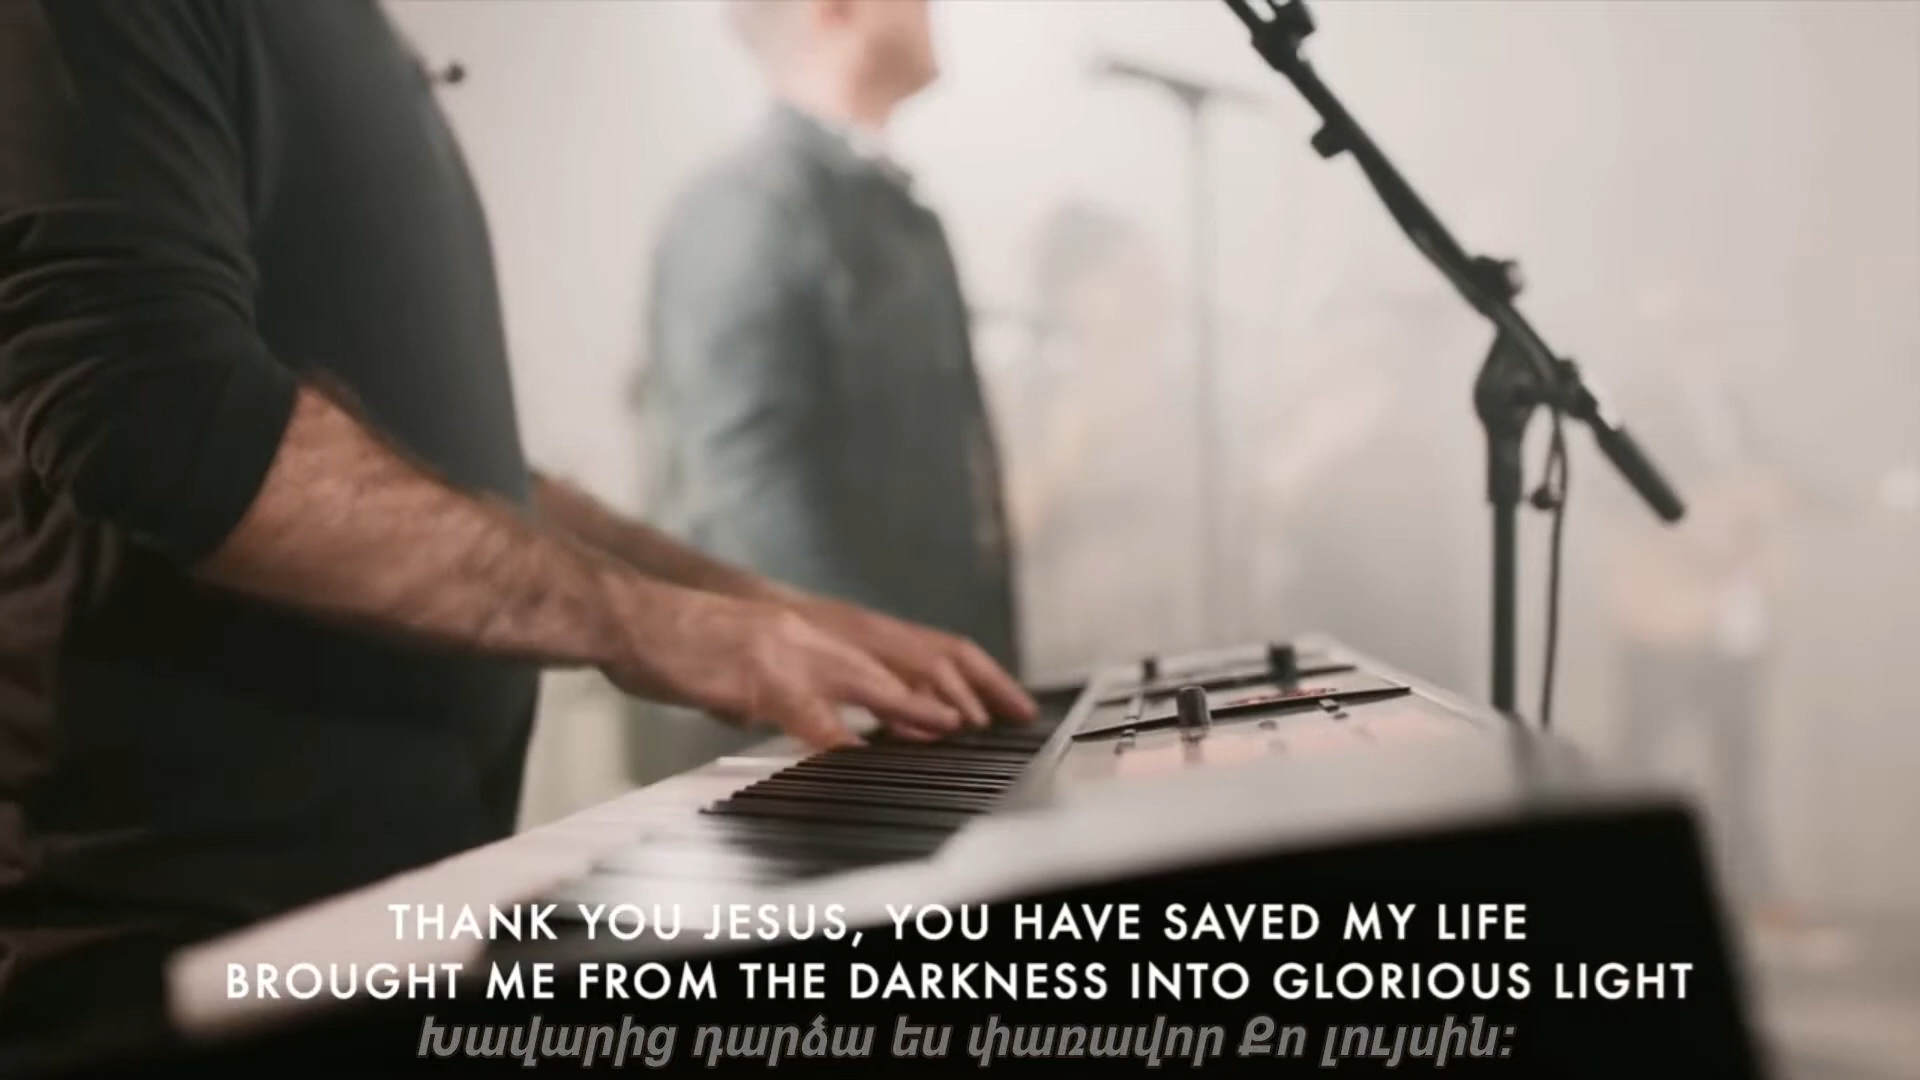 THANK YOU JESUS, YOU HAVE SAVED MY LIFE
BROUGHT ME FROM THE DARKNESS INTO GLORIOUS LIGHT
Խավարից դարձա ես փառավոր Քո լույսին: